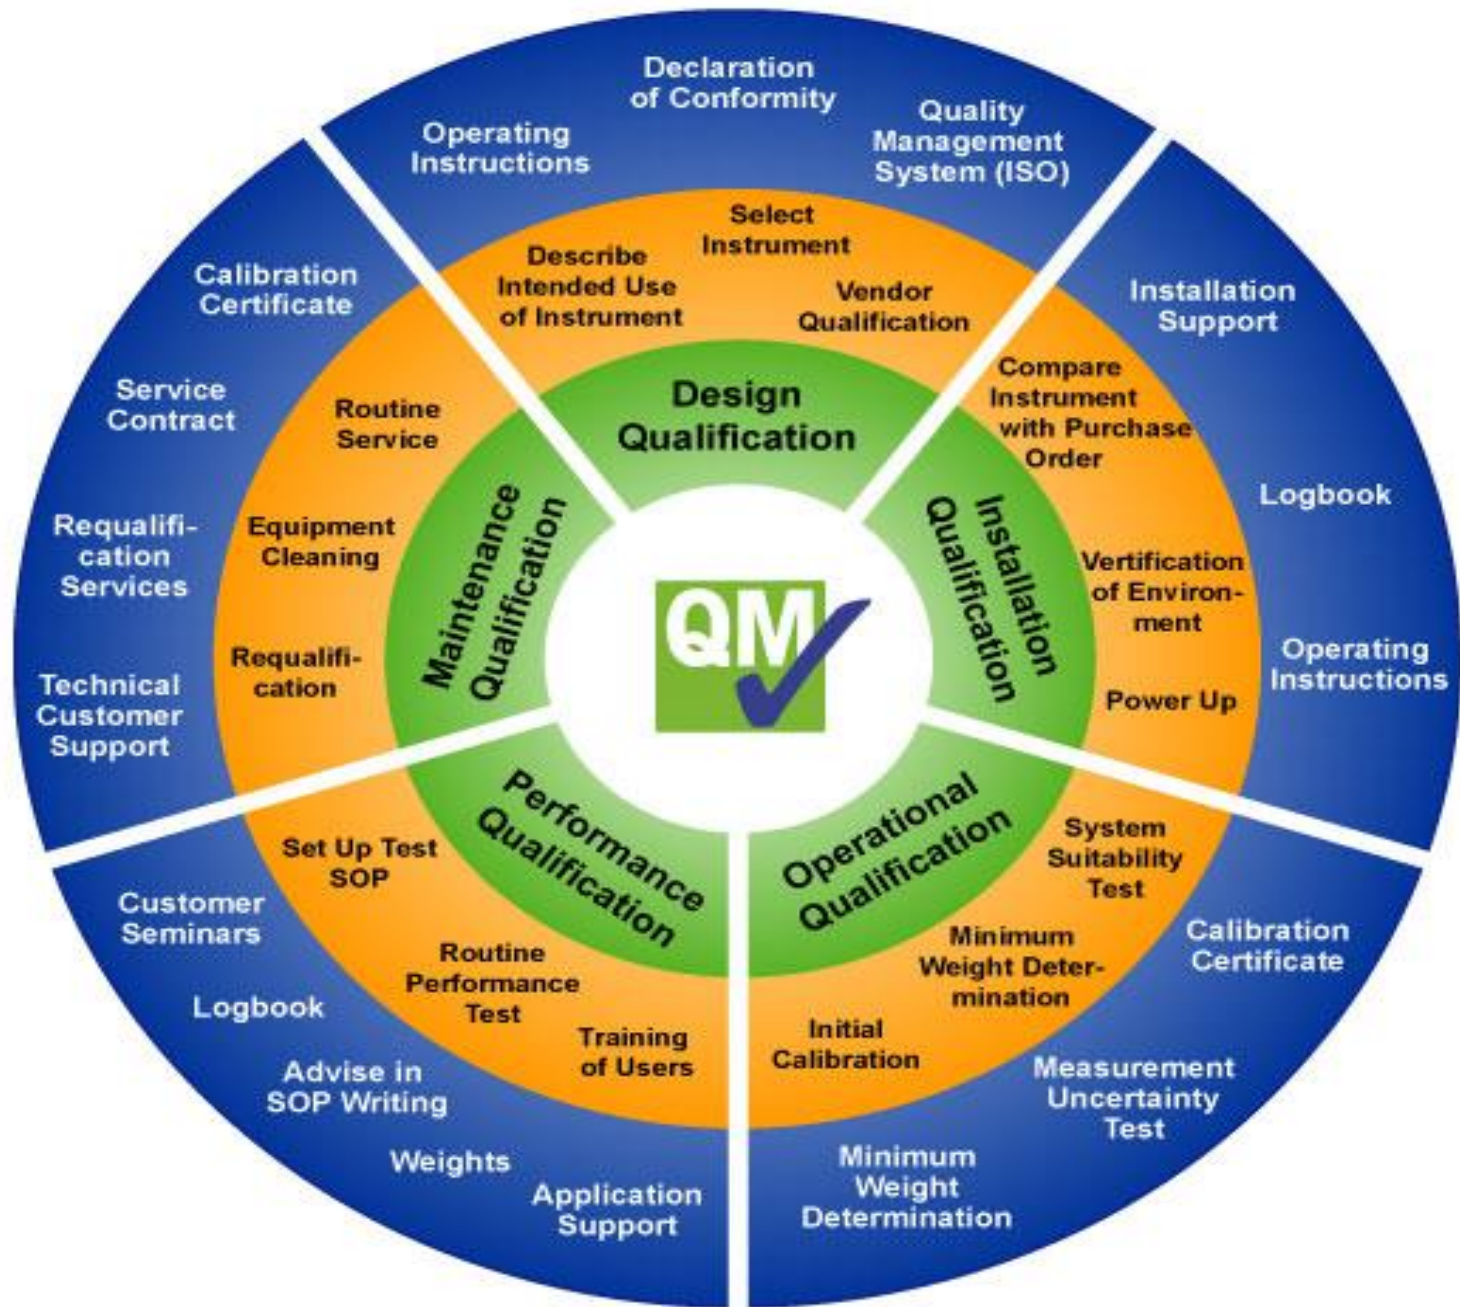 Declaration
of Conformity
Operating
Instructions
Quality
Management
System (ISO)
Select
Instrument
Describe
Intended Use
of Instrument
Vendor
Qualification
Design
Qualification
Installation
Support
Logbook
Operating
Instructions
Compare
Instrument
with Purchase
Order
Vertification
of Environ-
ment
Power Up
Installation
Qualification
Calibration
Certificate
Measurement
Uncertainty
Test
Minimum
Weight
Determination
System
Suitability
Test
Minimum
Weight Deter-
mination
Initial
Calibration
Operational
Qualification
Customer
Seminars
Logbook
Advise in
SOP Writing
Weights
Application
Support
Set Up Test
SOP
Routine
Performance
Test
Training
of Users
Performance
Qualification
Calibration
Certificate
Service
Contract
Requalifi-
cation
Services
Technical
Customer
Support
Routine
Service
Equipment
Cleaning
Requalifi-
cation
Maintenance
Qualification
QM